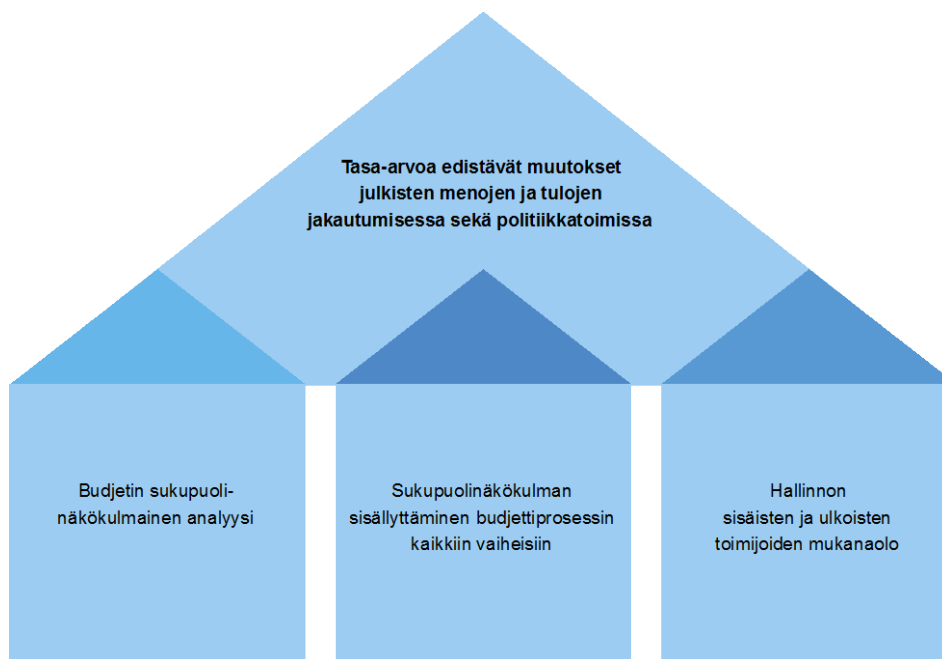 Tasa-arvoa edistävät muutokset
julkisten menojen ja tulojen
jakautumisessa sekä politiikkatoimissa
Budjetin sukupuoli-
näkökulmainen analyysi
Sukupuolinäkökulman
sisällyttäminen budjettiprosessin
kaikkiin vaiheisiin
Hallinnon
sisäisten ja ulkoisten
toimijoiden mukanaolo